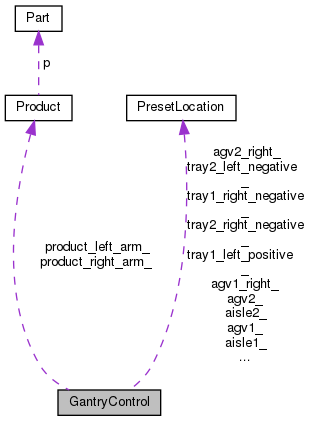 Part
p
Product
PresetLocation
agv2_right_
tray2_left_negative
_
tray1_right_negative
_
tray2_right_negative
_
tray1_left_positive
_
agv1_right_
agv2_
aisle2_
agv1_
aisle1_
...
product_left_arm_
product_right_arm_
GantryControl